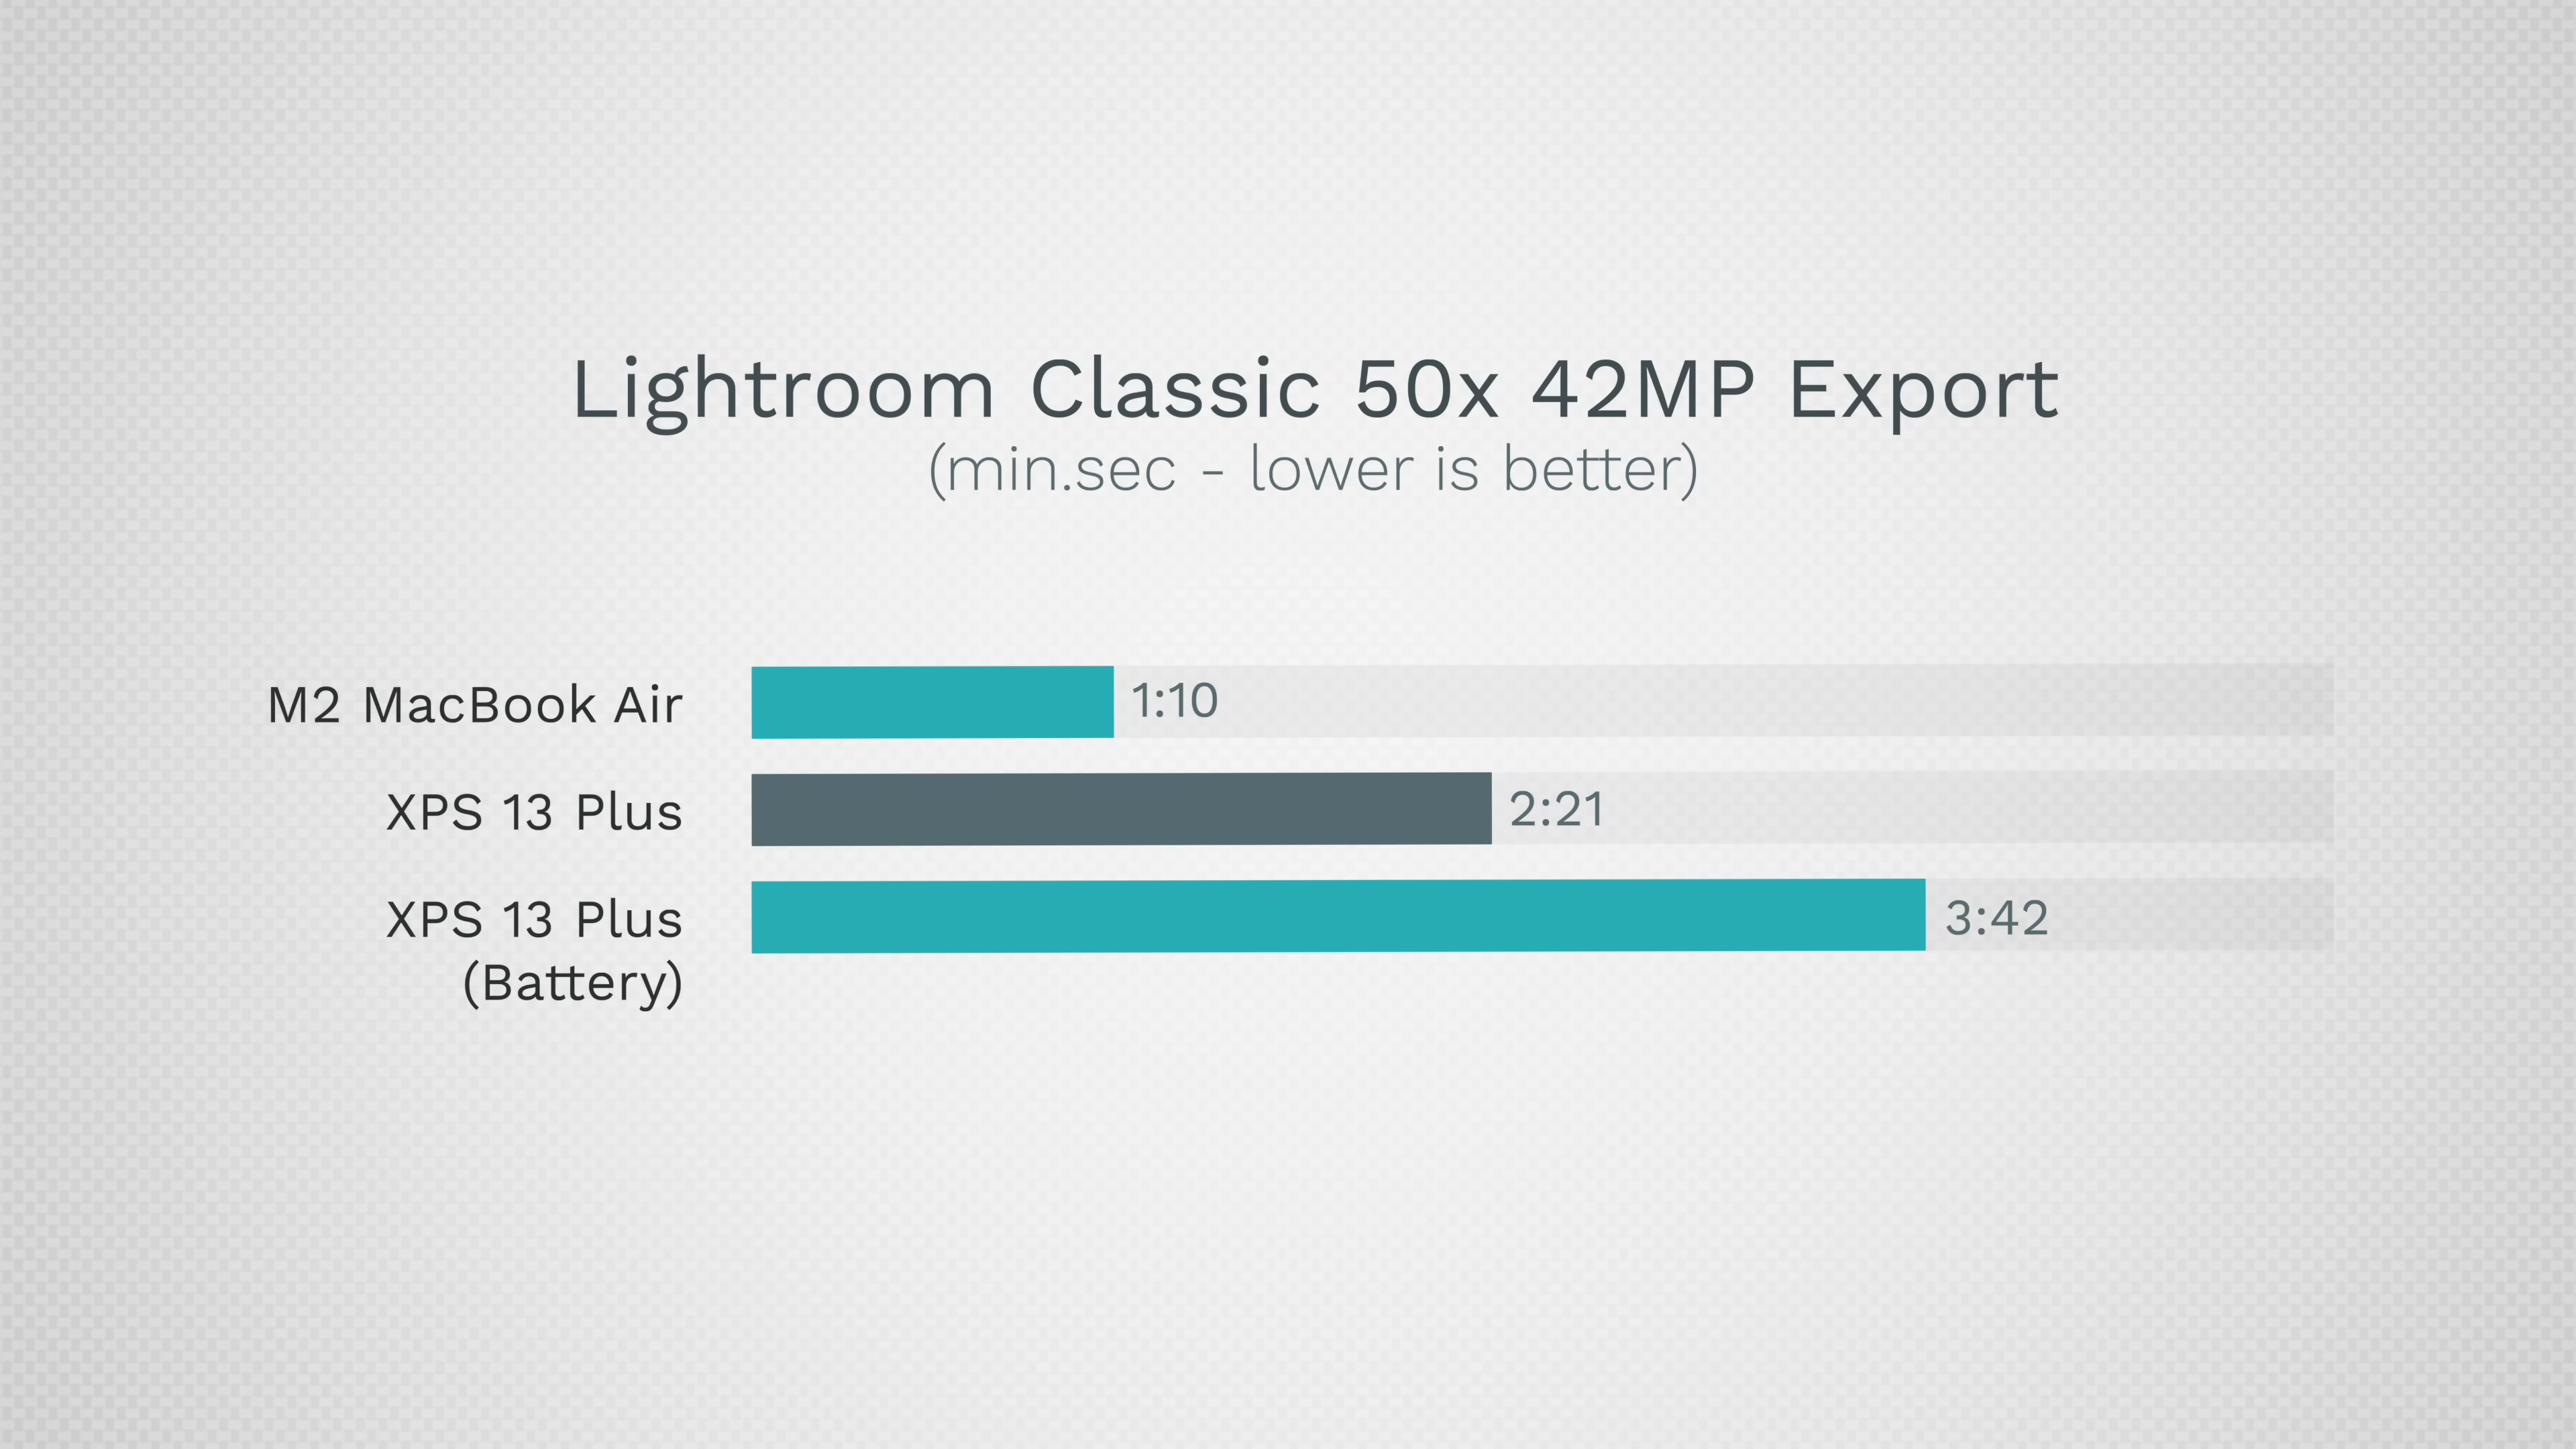 Lightroom Classic 50x 42MP Export
(min.sec - lower is better)
M2 MacBook Air 1:10
XPS 13 Plus 2:21
XPS 13 Plus 3:42
(Battery)